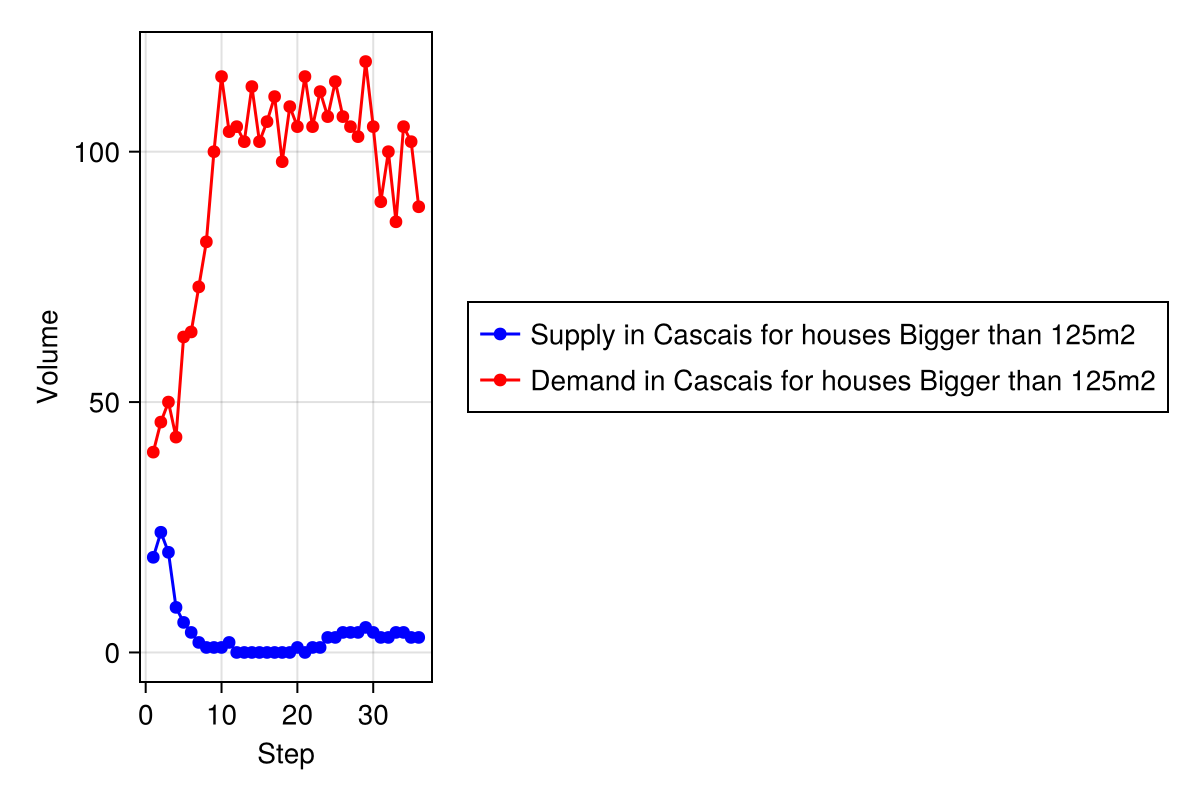 Volume
100
50
0
0 10 20 30
Step
Supply in Cascais for houses Bigger than 125m2
Demand in Cascais for houses Bigger than 125m2